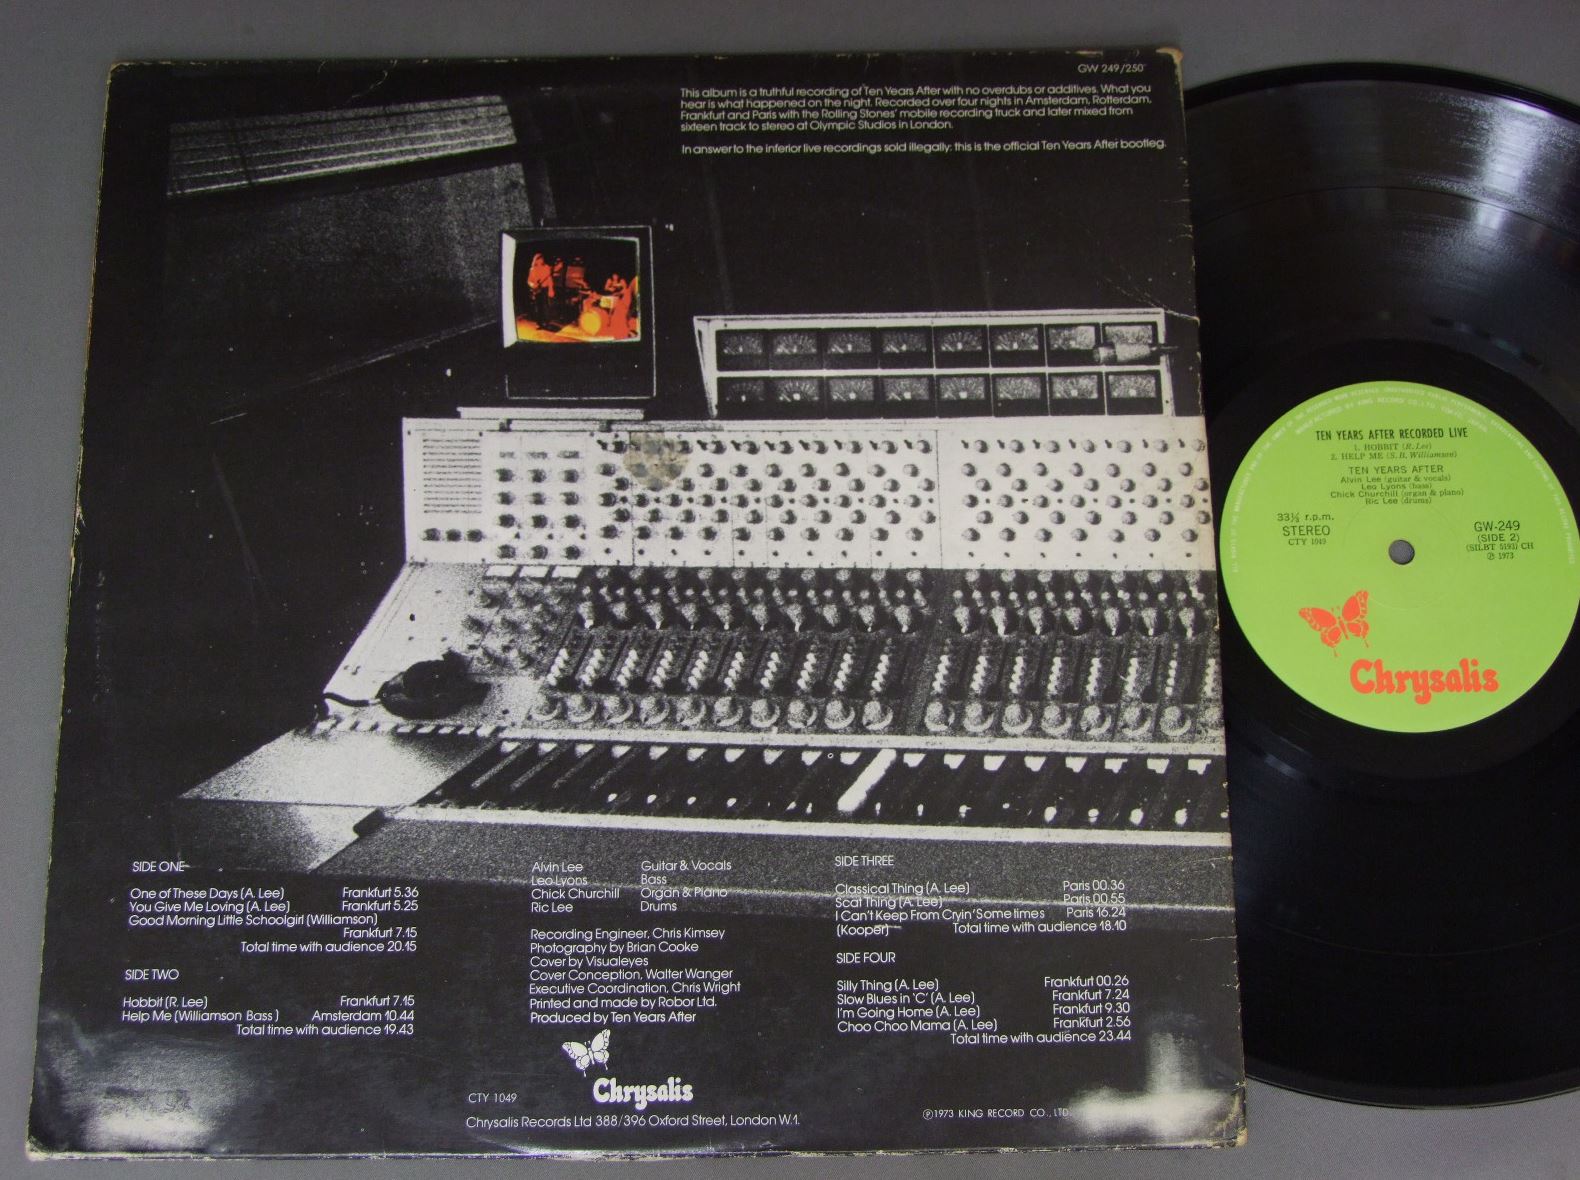 GW 249/250
This album is a truthful recording of Ten Years After with no overdubs or additives. What you
hear is what happened on the night. Recorded over four nights in Amsterdam, Rotterdam,
Frankfurt and Paris with the Rolling Stones' mobile recording truck and later mixed from
sixteen track to stereo at Olympic Studios in London.
In answer to the inferior live recordings sold illegally: this is the official Ten Years After bootleg.
SIDE ONE
One of These Days (A. Lee) Frankfurt 5.36
You Give Me Loving (A. Lee) Frankfurt 5.25
Good Morning Little Schoolgirl (Williamson)
Frankfurt 7.15
Total time with audience 20.15
SIDE TWO
Hobbit (R. Lee) Frankfurt 7.15
Help Me (Williamson Bass) Amsterdam 10.44
Total time with audience 19.43
Alvin Lee Guitar & Vocals
Leo Lyons Bass
Chick Churchill Organ & Piano
Ric Lee Drums
Recording Engineer, Chris Kimsey
Photography by Brian Cooke
Cover by Visualeyes
Cover Conception, Walter Wanger
Executive Coordination, Chris Wright
Printed and made by Robor Ltd.
Produced by Ten Years After
Chrysalis
CTY 1049
Chrysalis Records Ltd 388/396 Oxford Street, London W.1.
SIDE THREE
Classical Thing (A. Lee) Paris 00.36
Scat Thing (A. Lee) Paris 00.55
I Can't Keep From Cryin' Sometimes Paris 16.24
(Kooper) Total time with audience 18.10
SIDE FOUR
Silly Thing (A. Lee) Frankfurt 00.26
Slow Blues in 'C' (A. Lee) Frankfurt 7.24
I'm Going Home (A. Lee) Frankfurt 9.30
Choo Choo Mama (A. Lee) Frankfurt 2.56
Total time with audience 23.44
℗1973 KING RECORD CO., LTD.
TEN YEARS AFTER RECORDED LIVE
1. HOBBIT (R. Lee)
2. HELP ME (S. B. Williamson)
TEN YEARS AFTER
Alvin Lee (guitar & vocals)
Leo Lyons (bass)
Chick Churchill (organ & piano)
Ric Lee (drums)
33⅓ r.p.m.
STEREO
CTY 1049
GW-249
(SIDE 2)
(SILBT 5193) CH
℗ 1973
Chrysalis